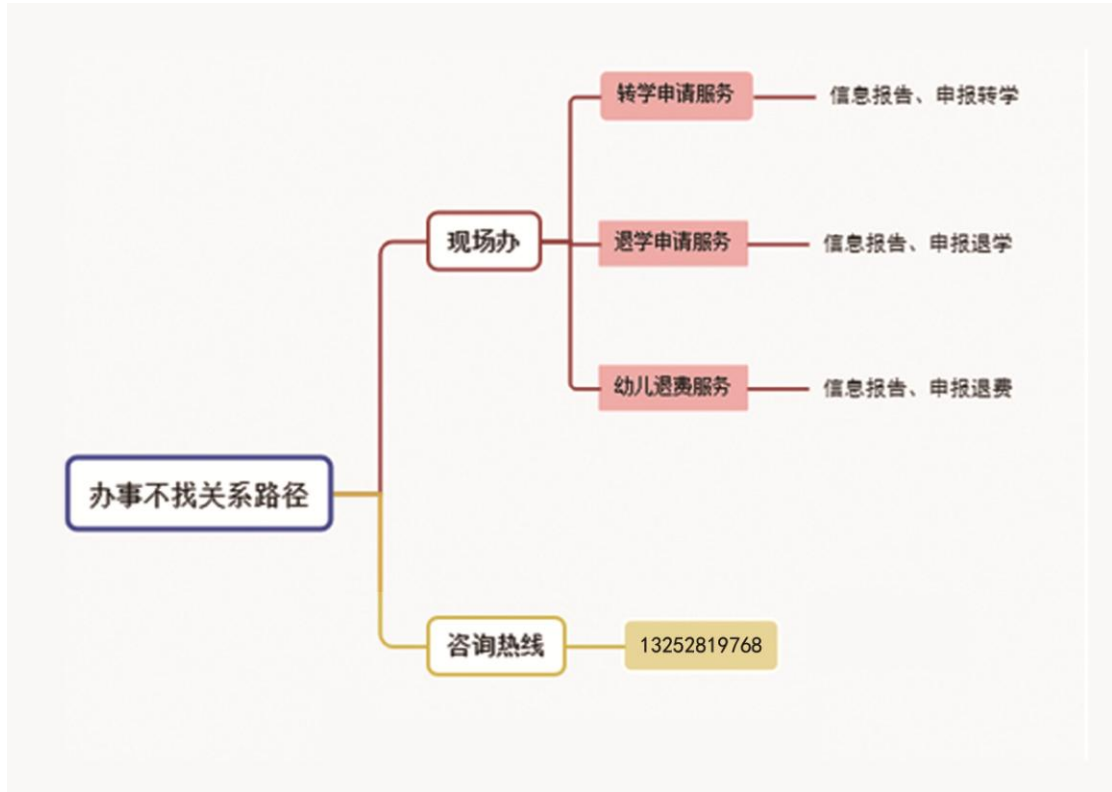 转学申请服务
信息报告、申报转学
现场办
退学申请服务
信息报告、申报退学
幼儿退费服务
信息报告、申报退费
办事不找关系路径
咨询热线
13252819768